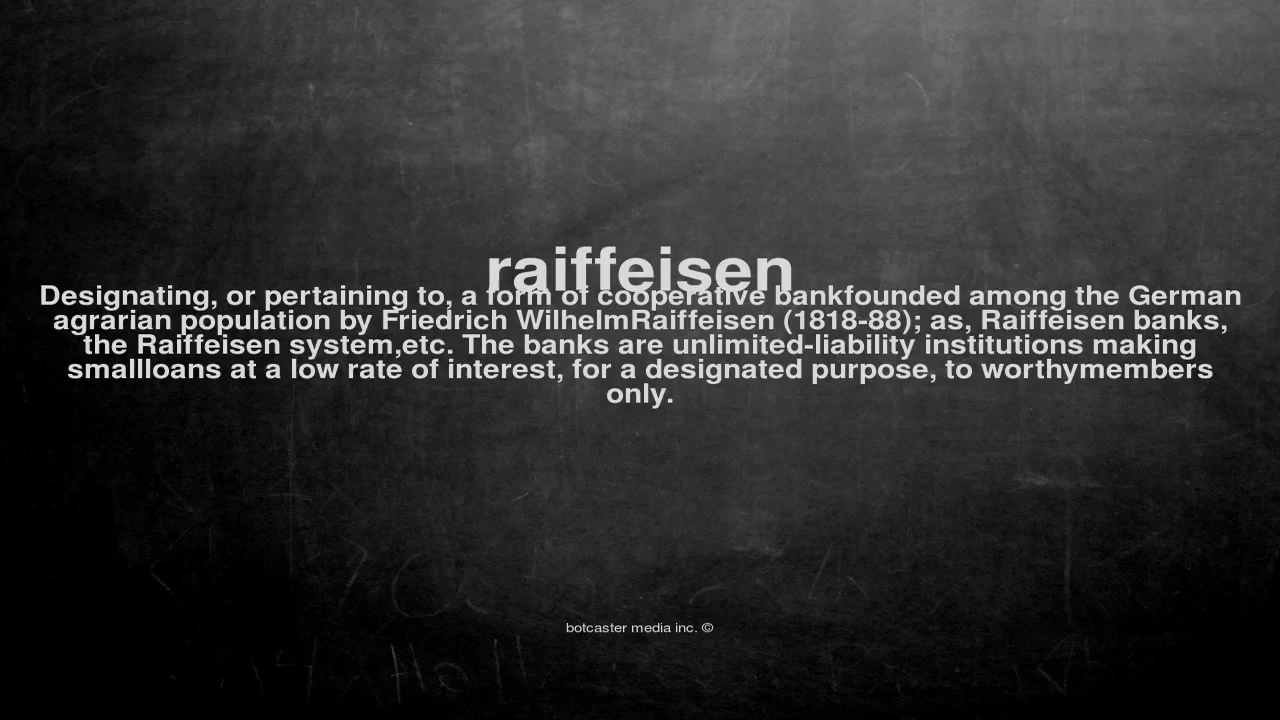 raiffeisen
Designating, or pertaining to, a form of cooperative bankfounded among the German
agrarian population by Friedrich WilhelmRaiffeisen (1818-88); as, Raiffeisen banks,
the Raiffeisen system,etc. The banks are unlimited-liability institutions making
smallloans at a low rate of interest, for a designated purpose, to worthymembers
only.
botcaster media inc. ©